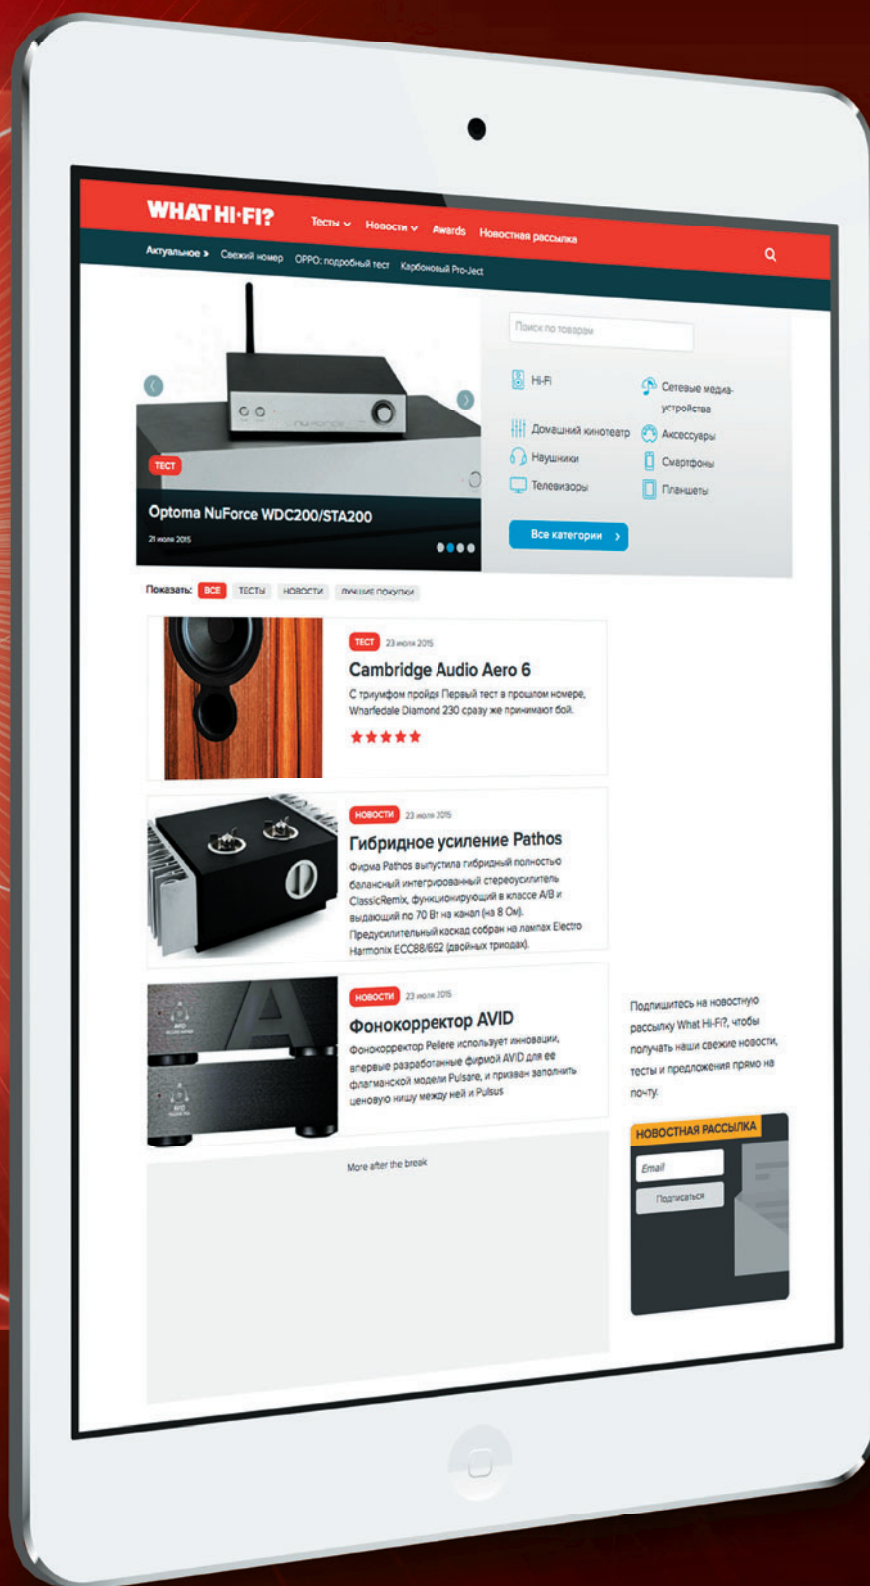 WHAT HI-FI?
Тесты Новости Awards Новостная рассылка
Актуальное » Свежий номер OPPO: подробный тест Карбоновый Pro-Ject
ТЕСТ
Optoma NuForce WDC200/STA200
21 июля 2015
Поиск по товарам
Hi-Fi
Сетевые медиа-
устройства
Домашний кинотеатр
Аксессуары
Наушники
Смартфоны
Телевизоры
Планшеты
Все категории
Показать: ВСЕ ТЕСТЫ НОВОСТИ ЛУЧШИЕ ПОКУПКИ
ТЕСТ 23 июля 2015
Cambridge Audio Aero 6
С триумфом пройдя Первый тест в прошлом номере,
Wharfedale Diamond 230 сразу же принимают бой.
НОВОСТИ 23 июля 2015
Гибридное усиление Pathos
Фирма Pathos выпустила гибридный полностью
балансный интегрированный стереоусилитель
ClassicRemix, функционирующий в классе A/B и
выдающий по 70 Вт на канал (на 8 Ом).
Предусилительный каскад собран на лампах Electro
Harmonix ECC88/6922 (двойных триодах).
НОВОСТИ 23 июля 2015
Фонокорректор AVID
Фонокорректор Pelere использует инновации,
впервые разработанные фирмой AVID для ее
флагманской модели Pulsare, и призван заполнить
ценовую нишу между ней и Pulsus
More after the break
Подпишитесь на новостную
рассылку What Hi-Fi?, чтобы
получать наши свежие новости,
тесты и предложения прямо на
почту.
НОВОСТНАЯ РАССЫЛКА
Email
Подписаться